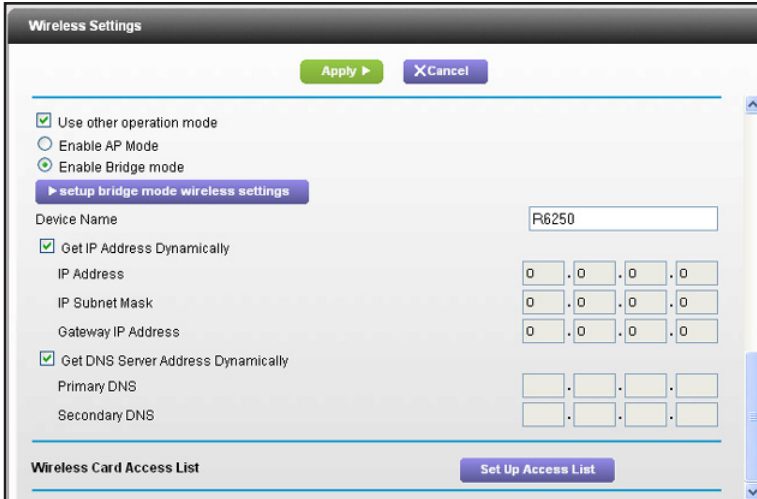 Wireless Settings
Apply
Cancel
Use other operation mode
Enable AP Mode
Enable Bridge mode
setup bridge mode wireless settings
Device Name R6250
Get IP Address Dynamically
IP Address 0 . 0 . 0 . 0
IP Subnet Mask 0 . 0 . 0 . 0
Gateway IP Address 0 . 0 . 0 . 0
Get DNS Server Address Dynamically
Primary DNS . . .
Secondary DNS . . .
Wireless Card Access List Set Up Access List